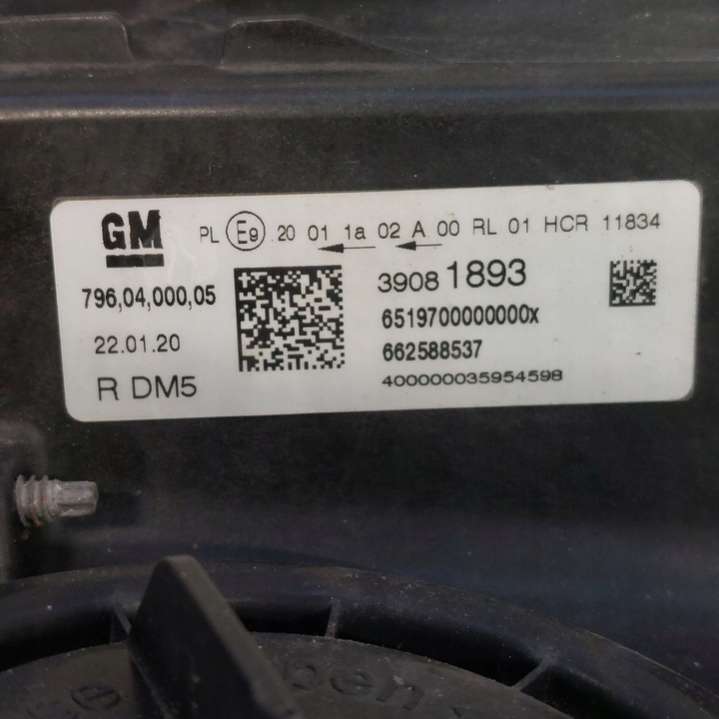 GM
PL E9 20 01 1a 02 A 00 RL 01 HCR 11834
796,04,000,05
3908 1893
22.01.20
6519700000000x
662588537
R DM5
400000035954598
open